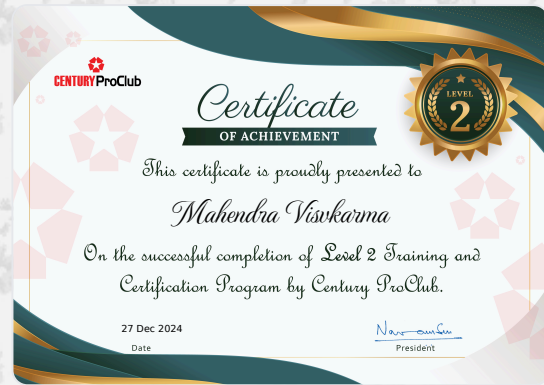 CENTURY ProClub
Certificate
OF ACHIEVEMENT
LEVEL
2
This certificate is proudly presented to
Mahendra Visvkarma
On the successful completion of Level 2 Training and
Certification Program by Century ProClub.
27 Dec 2024
Date
President